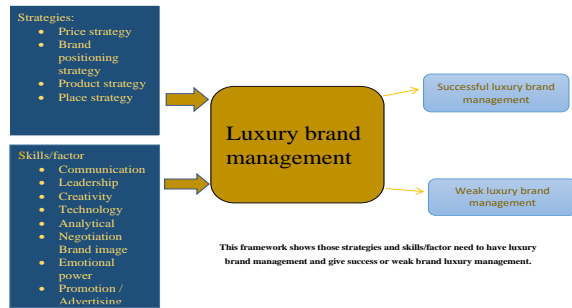 Strategies:
• Price strategy
• Brand
positioning
strategy
• Product strategy
• Place strategy
Skills/factor
• Communication
• Leadership
• Creativity
• Technology
• Analytical
• Negotiation
Brand image
• Emotional
power
• Promotion /
Advertising
Luxury brand
management
Successful luxury brand
management
Weak luxury brand
management
This framework shows those strategies and skills/factor need to have luxury
brand management and give success or weak brand luxury management.